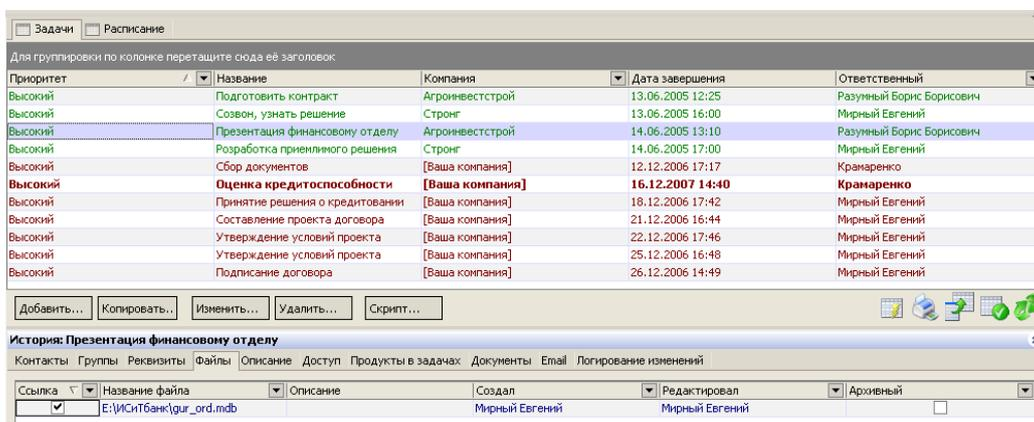 Задачи Расписание
Для группировки по колонке перетащите сюда её заголовок
Приоритет Название Компания Дата завершения Ответственный
Высокий Подготовить контракт Агроинвестстрой 13.06.2005 12:25 Разумный Борис Борисович
Высокий Созвон, узнать решение Стронг 13.06.2005 16:00 Мирный Евгений
Высокий Презентация финансовому отделу Агроинвестстрой 14.06.2005 13:10 Разумный Борис Борисович
Высокий Розработка приемлимого решения Стронг 14.06.2005 17:00 Мирный Евгений
Высокий Сбор документов [Ваша компания] 12.12.2006 17:17 Крамаренко
Высокий Оценка кредитоспособности [Ваша компания] 16.12.2007 14:40 Крамаренко
Высокий Принятие решения о кредитовании [Ваша компания] 18.12.2006 17:42 Мирный Евгений
Высокий Составление проекта договора [Ваша компания] 21.12.2006 16:44 Мирный Евгений
Высокий Утверждение условий проекта [Ваша компания] 22.12.2006 17:46 Мирный Евгений
Высокий Утверждение условий проекта [Ваша компания] 25.12.2006 16:48 Мирный Евгений
Высокий Подписание договора [Ваша компания] 26.12.2006 14:49 Мирный Евгений
Добавить... Копировать.. Изменить... Удалить... Скрипт...
История: Презентация финансовому отделу
Контакты Группы Реквизиты Файлы Описание Доступ Продукты в задачах Документы Email Логирование изменений
Ссылка Название файла Описание Создал Редактировал Архивный
E:\ИСиТбанк\gur_ord.mdb Мирный Евгений Мирный Евгений